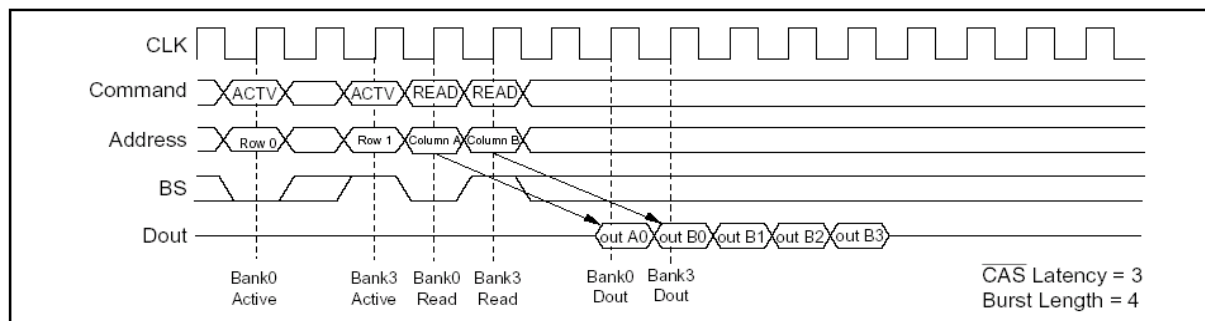 CLK
Command ACTV ACTV READ READ
Address Row 0 Row 1 Column A Column B
BS
Dout out A0 out B0 out B1 out B2 out B3
Bank0 Active Bank3 Active Bank0 Read Bank3 Read Bank0 Dout Bank3 Dout
CAS Latency = 3
Burst Length = 4